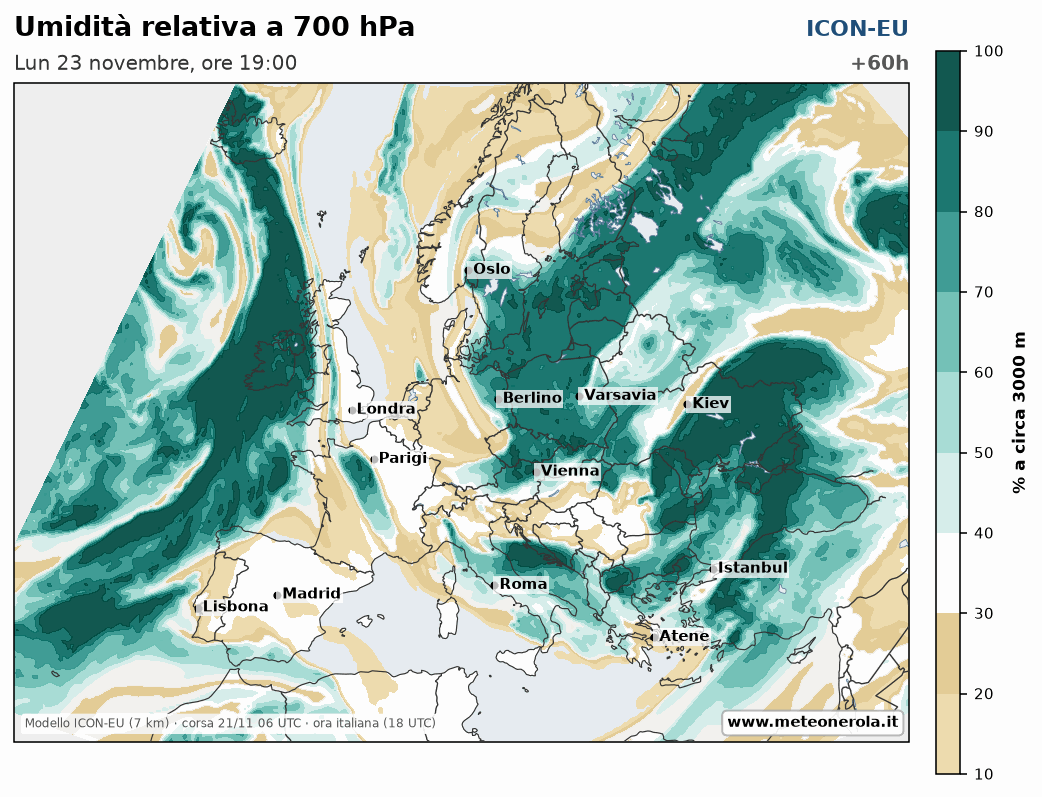 Umidità relativa a 700 hPa
ICON-EU
Lun 23 novembre, ore 19:00
+60h
100
90
80
70
60
50
40
30
20
10
% a circa 3000 m
Oslo
Berlino
Varsavia
Kiev
Londra
Parigi
Vienna
Istanbul
Roma
Madrid
Lisbona
Atene
Modello ICON-EU (7 km) · corsa 21/11 06 UTC · ora italiana (18 UTC)
www.meteonerola.it